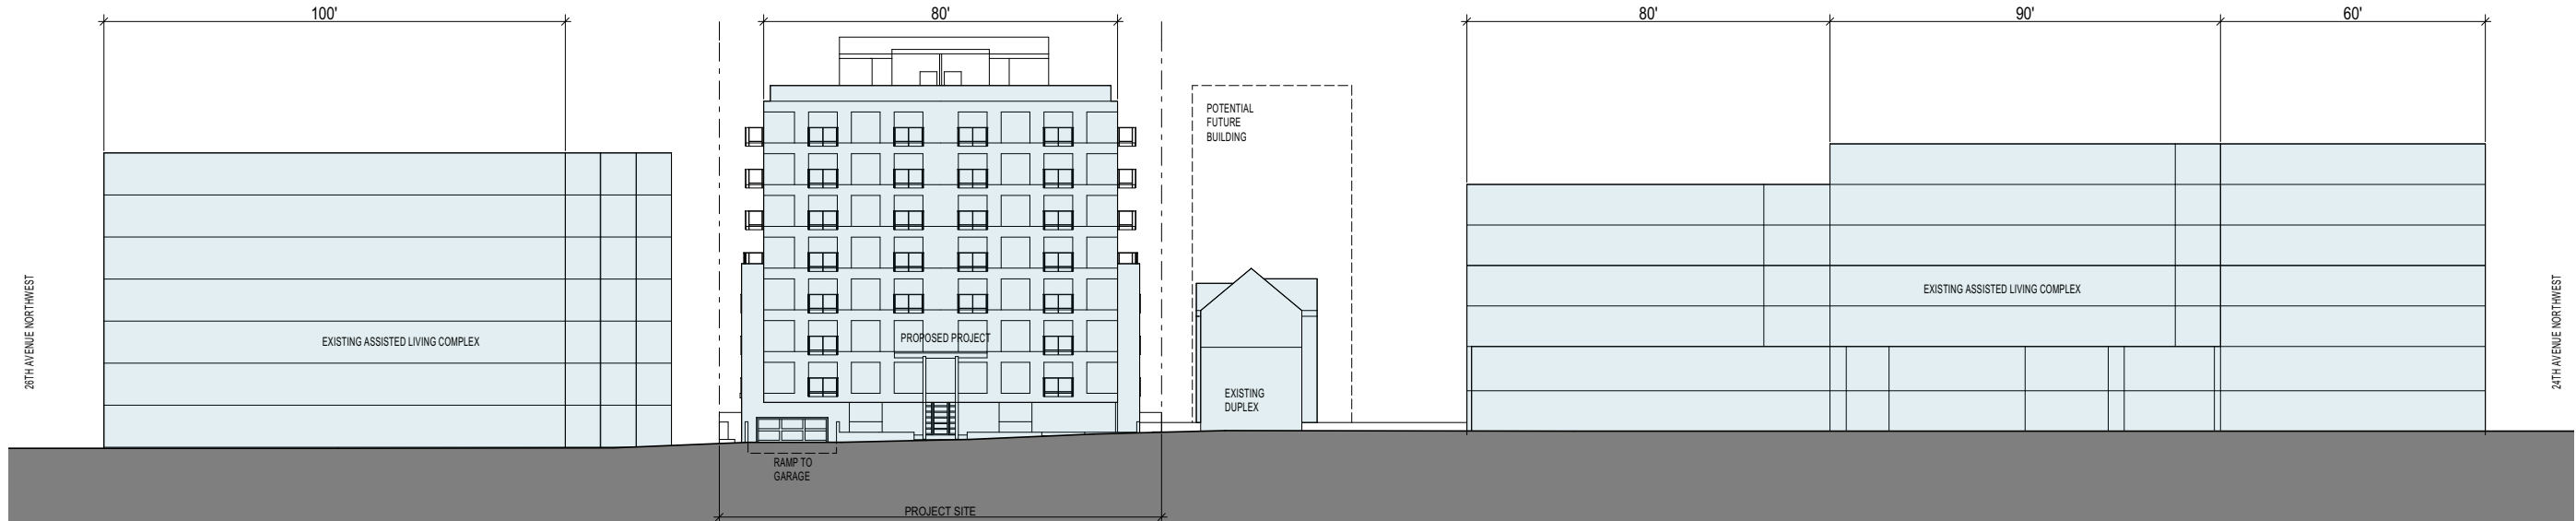 100'
80'
80'
90'
60'
POTENTIAL
FUTURE
BUILDING
26TH AVENUE NORTHWEST
EXISTING ASSISTED LIVING COMPLEX
PROPOSED PROJECT
EXISTING
DUPLEX
EXISTING ASSISTED LIVING COMPLEX
24TH AVENUE NORTHWEST
RAMP TO
GARAGE
PROJECT SITE